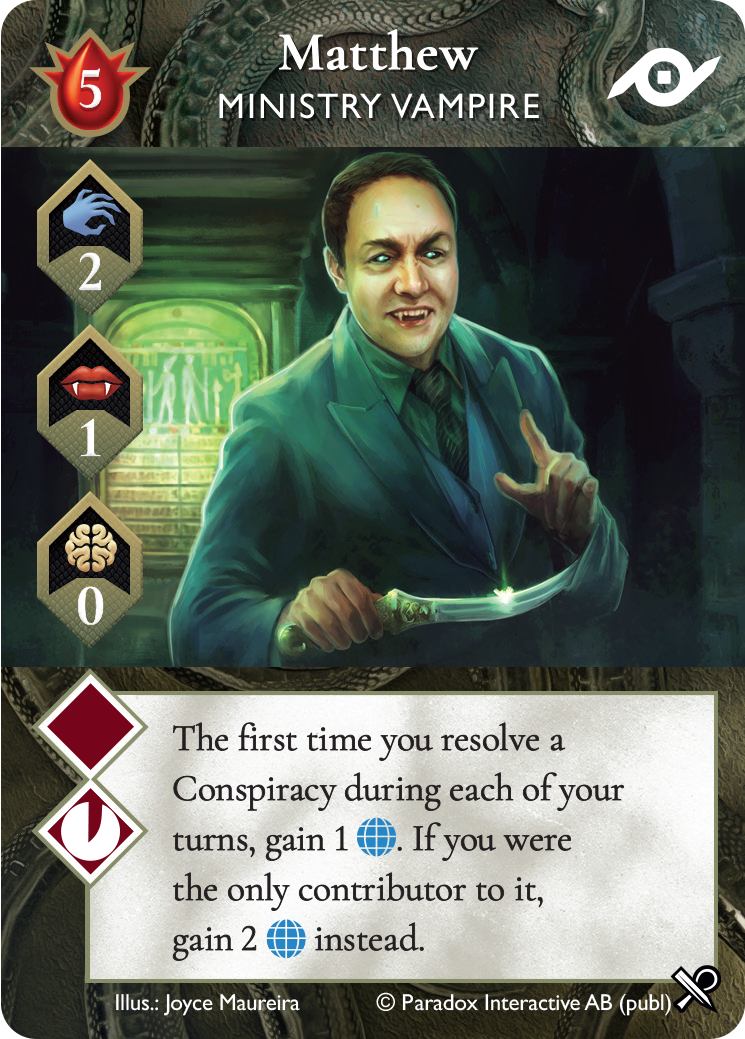 5
Matthew
MINISTRY VAMPIRE
2
1
0
The first time you resolve a
Conspiracy during each of your
turns, gain 1 . If you were
the only contributor to it,
gain 2 instead.
Illus.: Joyce Maureira © Paradox Interactive AB (publ)